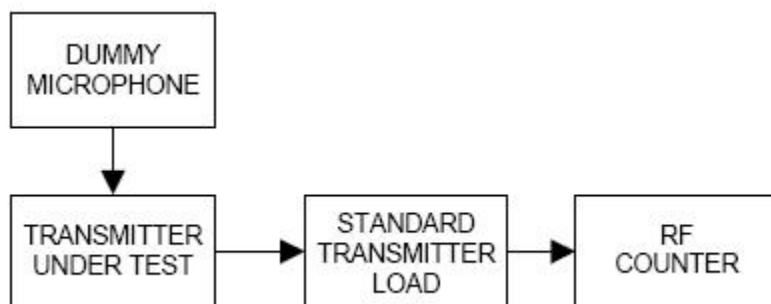 DUMMY
MICROPHONE
TRANSMITTER
UNDER TEST
STANDARD
TRANSMITTER
LOAD
RF
COUNTER